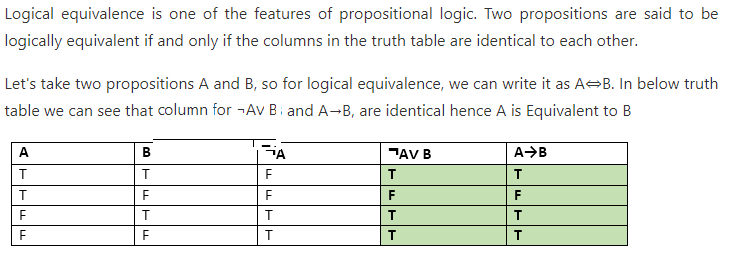 Logical equivalence is one of the features of propositional logic. Two propositions are said to be
logically equivalent if and only if the columns in the truth table are identical to each other.
Let's take two propositions A and B, so for logical equivalence, we can write it as A⇔B. In below truth
table we can see that column for ¬A∨ B and A→B, are identical hence A is Equivalent to B
A B ¬A ¬A∨ B A→B
T T F T T
T F F F F
F T T T T
F F T T T